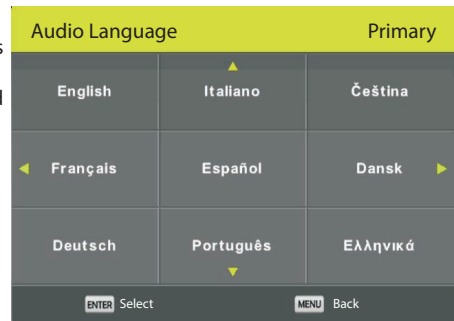 Audio Language Primary
s
d
English Italiano Čeština
Français Español Dansk
Deutsch Português Ελληνικά
ENTER Select MENU Back